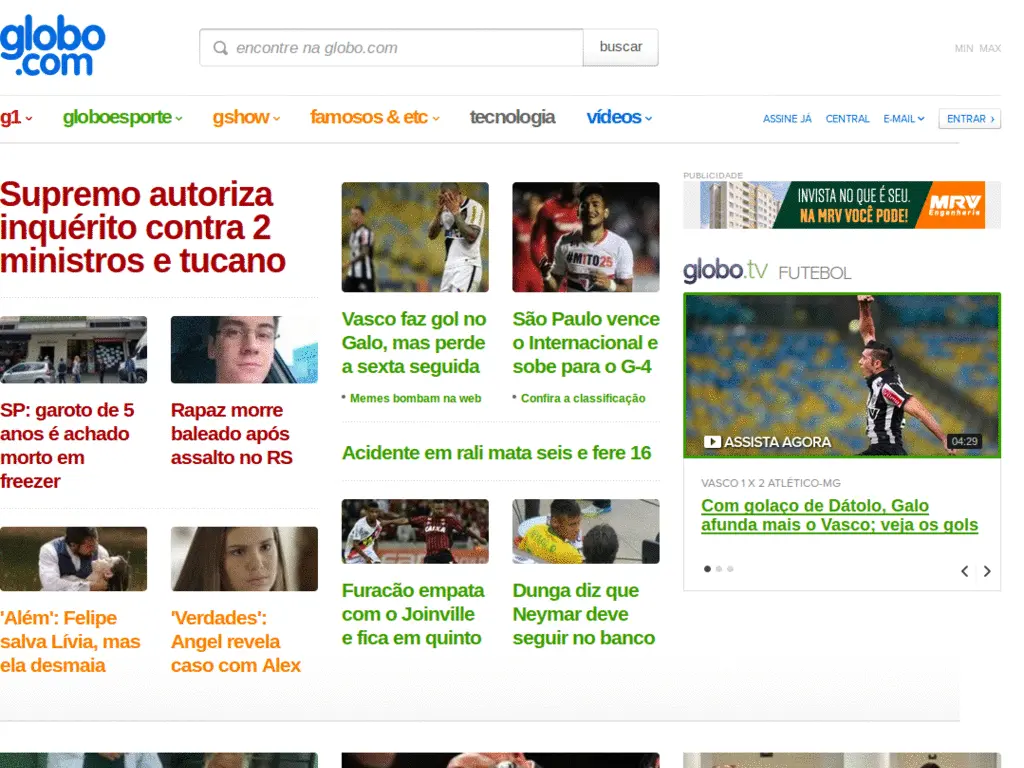 globo
.com
encontre na globo.com
buscar
MIN MAX
g1
globoesporte
gshow
famosos & etc
tecnologia
vídeos
ASSINE JÁ
CENTRAL
E-MAIL
ENTRAR ›
Supremo autoriza
inquérito contra 2
ministros e tucano
SP: garoto de 5
anos é achado
morto em
freezer
Rapaz morre
baleado após
assalto no RS
'Além': Felipe
salva Lívia, mas
ela desmaia
'Verdades':
Angel revela
caso com Alex
Vasco faz gol no
Galo, mas perde
a sexta seguida
• Memes bombam na web
#M1TO25
São Paulo vence
o Internacional e
sobe para o G-4
• Confira a classificação
Acidente em rali mata seis e fere 16
Furacão empata
com o Joinville
e fica em quinto
Dunga diz que
Neymar deve
seguir no banco
PUBLICIDADE
INVISTA NO QUE É SEU.
NA MRV VOCÊ PODE!
MRV
Engenharia
globo.tv FUTEBOL
ASSISTA AGORA
04:29
VASCO 1 X 2 ATLÉTICO-MG
Com golaço de Dátolo, Galo
afunda mais o Vasco; veja os gols